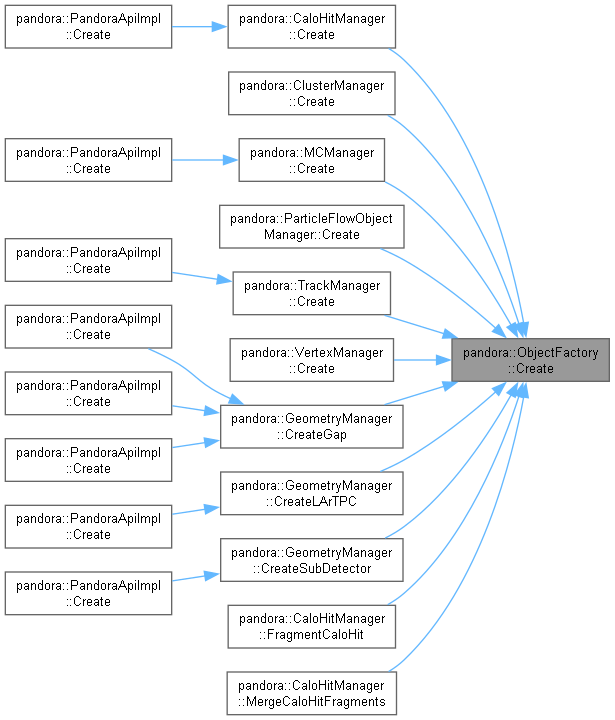 pandora::PandoraApiImpl
::Create
pandora::CaloHitManager
::Create
pandora::ClusterManager
::Create
pandora::PandoraApiImpl
::Create
pandora::MCManager
::Create
pandora::ParticleFlowObject
Manager::Create
pandora::PandoraApiImpl
::Create
pandora::TrackManager
::Create
pandora::PandoraApiImpl
::Create
pandora::VertexManager
::Create
pandora::ObjectFactory
::Create
pandora::PandoraApiImpl
::Create
pandora::GeometryManager
::CreateGap
pandora::PandoraApiImpl
::Create
pandora::GeometryManager
::CreateLArTPC
pandora::PandoraApiImpl
::Create
pandora::GeometryManager
::CreateSubDetector
pandora::PandoraApiImpl
::Create
pandora::CaloHitManager
::FragmentCaloHit
pandora::CaloHitManager
::MergeCaloHitFragments